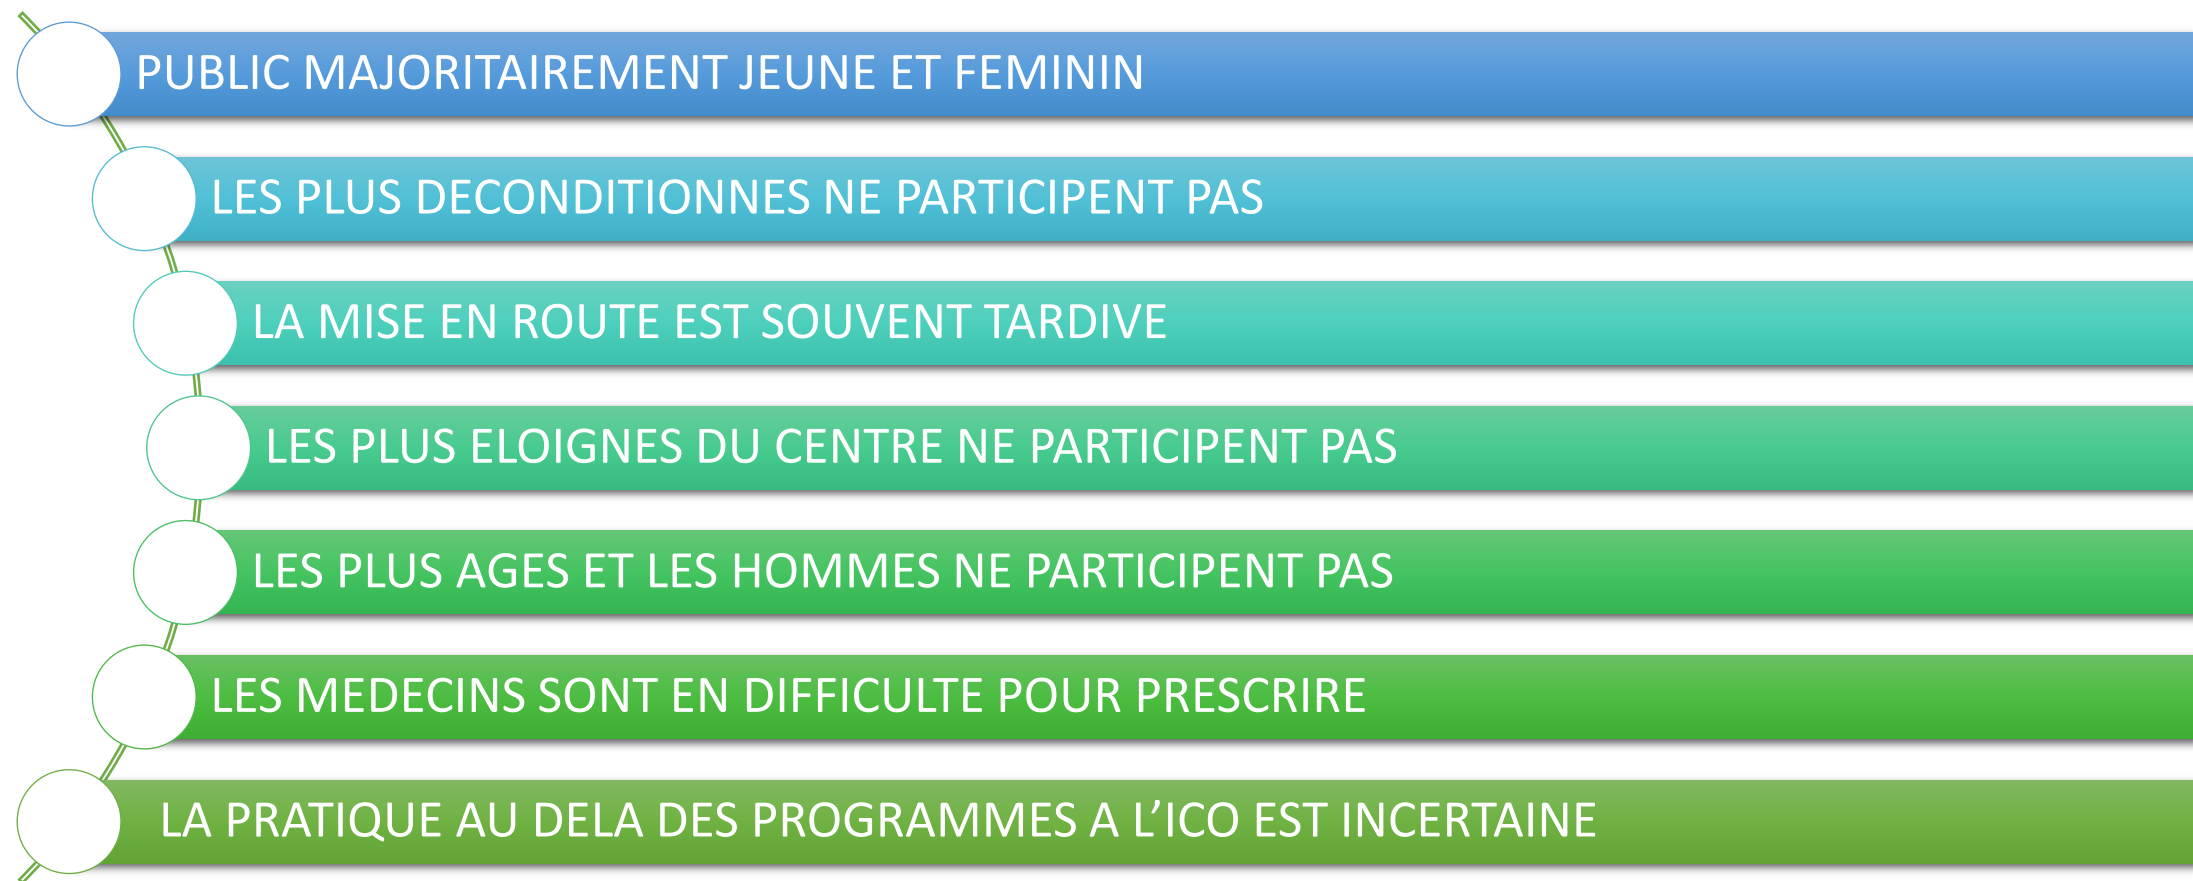 PUBLIC MAJORITAIREMENT JEUNE ET FEMININ
LES PLUS DECONDITIONNES NE PARTICIPENT PAS
LA MISE EN ROUTE EST SOUVENT TARDIVE
LES PLUS ELOIGNES DU CENTRE NE PARTICIPENT PAS
LES PLUS AGES ET LES HOMMES NE PARTICIPENT PAS
LES MEDECINS SONT EN DIFFICULTE POUR PRESCRIRE
LA PRATIQUE AU DELA DES PROGRAMMES A L’ICO EST INCERTAINE